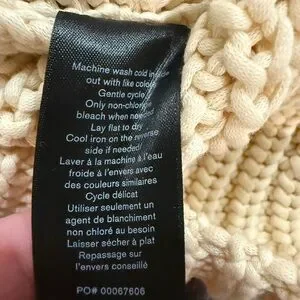 Machine wash cold inside
out with like colors
Gentle cycle
Only non-chlorine
bleach when needed
Lay flat to dry
Cool iron on the reverse
side if needed
Laver à la machine à l'eau
froide à l'envers avec
des couleurs similaires
Cycle délicat
Utiliser seulement un
agent de blanchiment
non chloré au besoin
Laisser sécher à plat
Repassage sur
l'envers conseillé
PO# 00067606